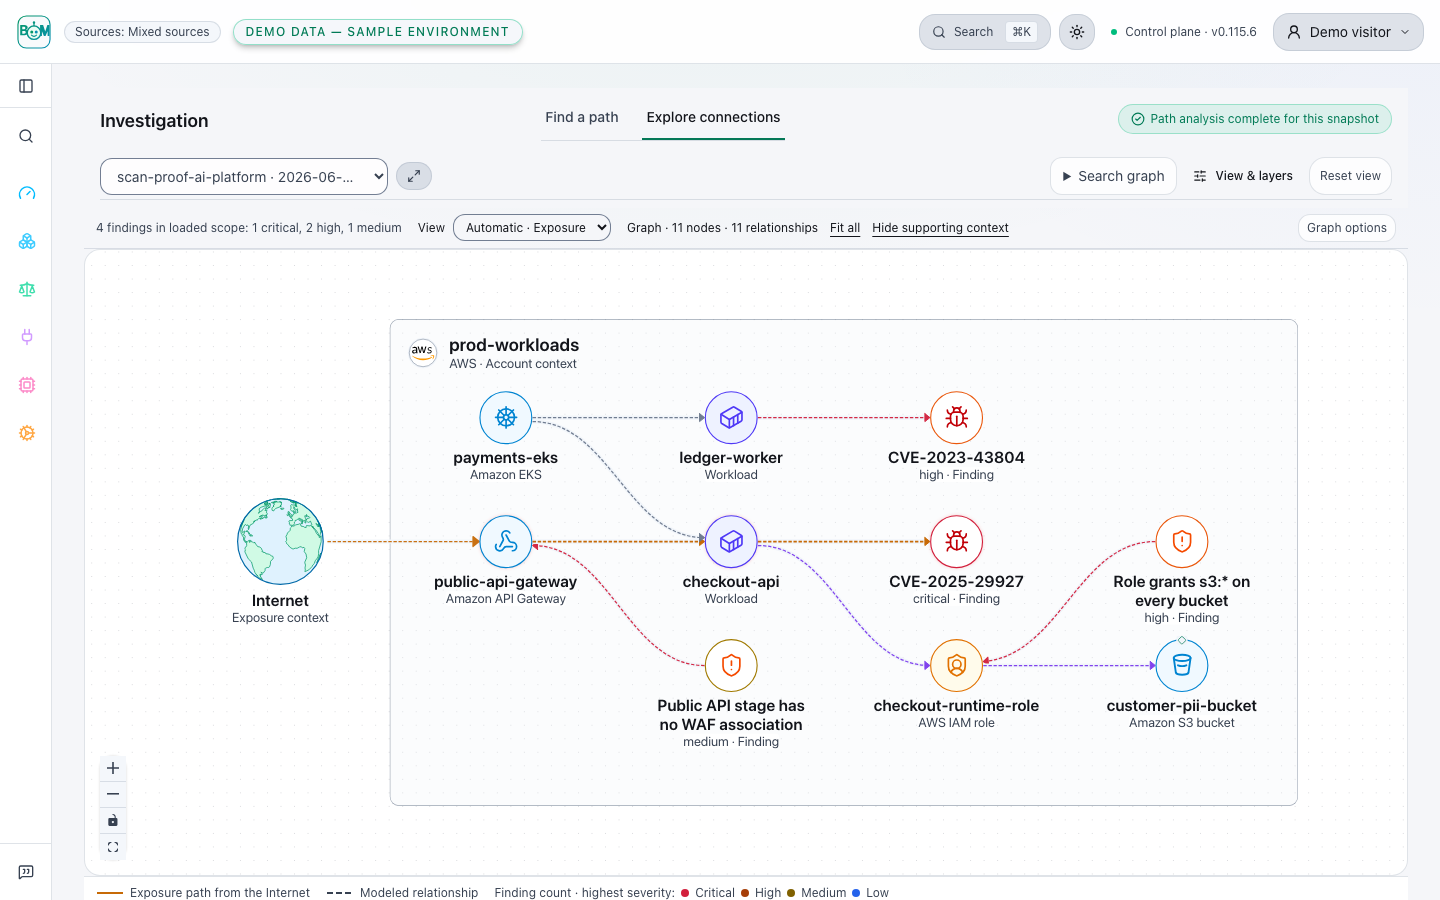 BOM
Sources: Mixed sources
DEMO DATA — SAMPLE ENVIRONMENT
Search ⌘K
Control plane · v0.115.6
Demo visitor
Investigation
Find a path
Explore connections
Path analysis complete for this snapshot
scan-proof-ai-platform · 2026-06-...
Search graph
View & layers
Reset view
4 findings in loaded scope: 1 critical, 2 high, 1 medium
View
Automatic · Exposure
Graph · 11 nodes · 11 relationships
Fit all
Hide supporting context
Graph options
aws
prod-workloads
AWS · Account context
payments-eks
Amazon EKS
ledger-worker
Workload
CVE-2023-43804
high · Finding
Internet
Exposure context
public-api-gateway
Amazon API Gateway
checkout-api
Workload
CVE-2025-29927
critical · Finding
Role grants s3:* on
every bucket
high · Finding
Public API stage has
no WAF association
medium · Finding
checkout-runtime-role
AWS IAM role
customer-pii-bucket
Amazon S3 bucket
Exposure path from the Internet
Modeled relationship
Finding count · highest severity:
Critical
High
Medium
Low